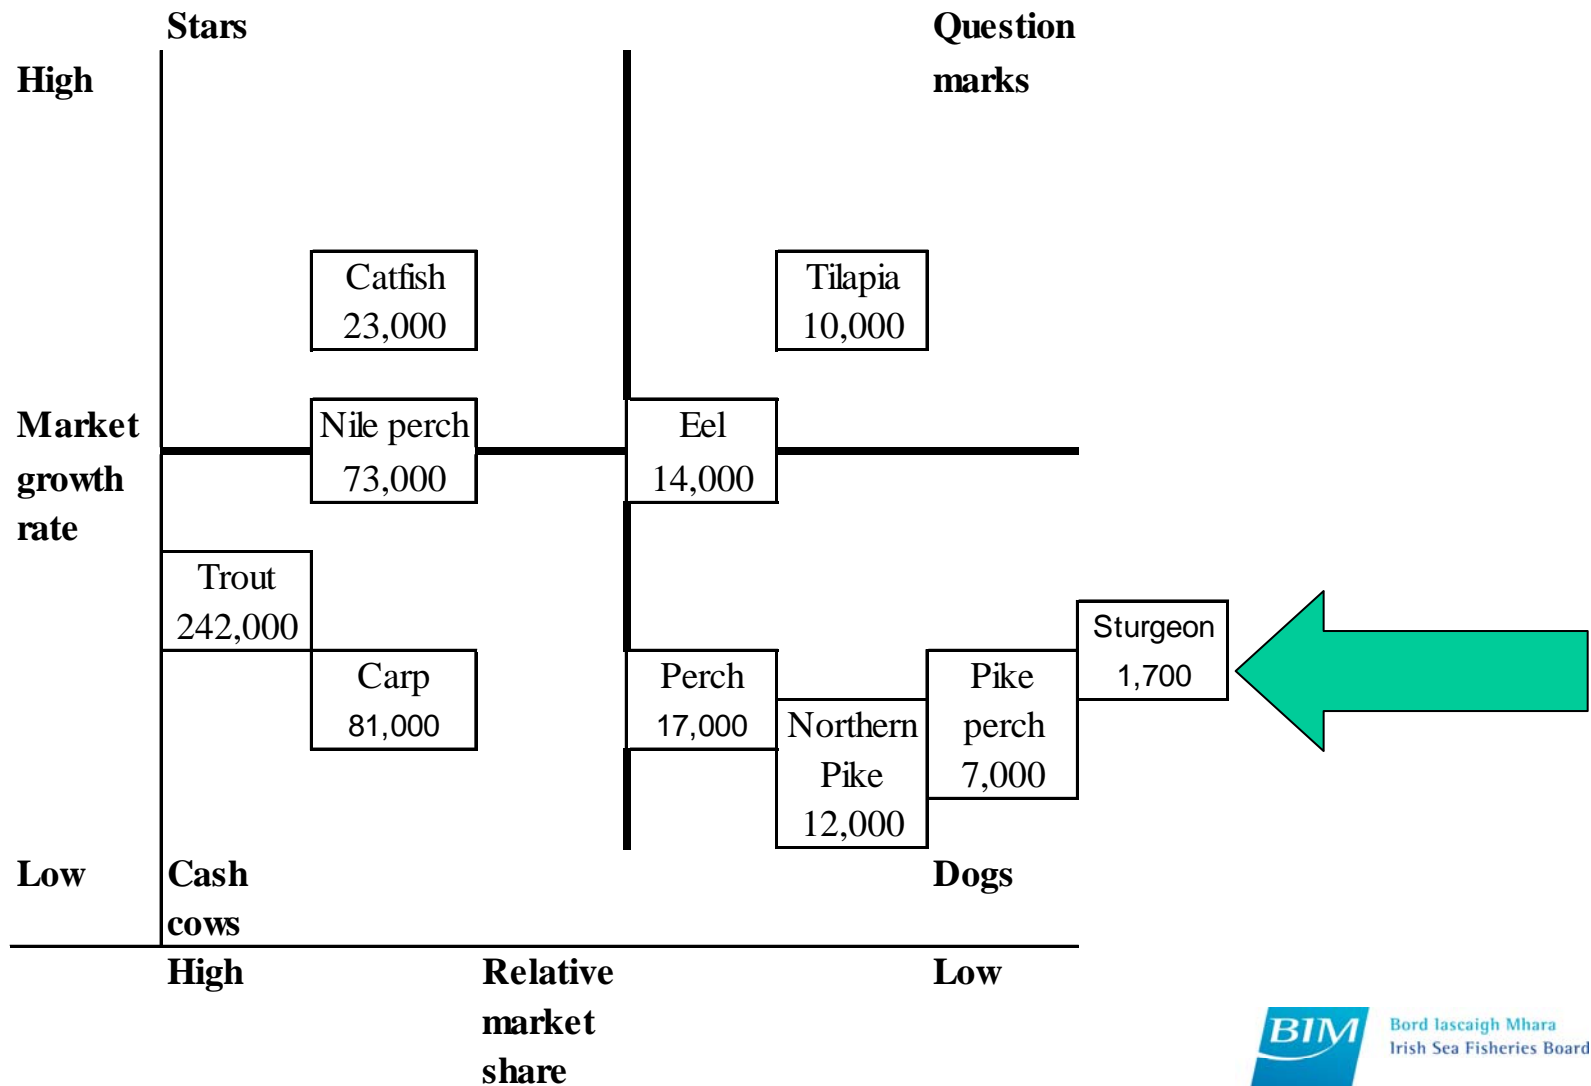 Stars
Question
marks
High
Catfish
23,000
Tilapia
10,000
Market
growth
rate
Nile perch
73,000
Eel
14,000
Trout
242,000
Carp
81,000
Perch
17,000
Northern
Pike
12,000
Pike
perch
7,000
Sturgeon
1,700
Low
Cash
cows
Dogs
High
Relative
market
share
Low
BIM
Bord Iascaigh Mhara
Irish Sea Fisheries Board